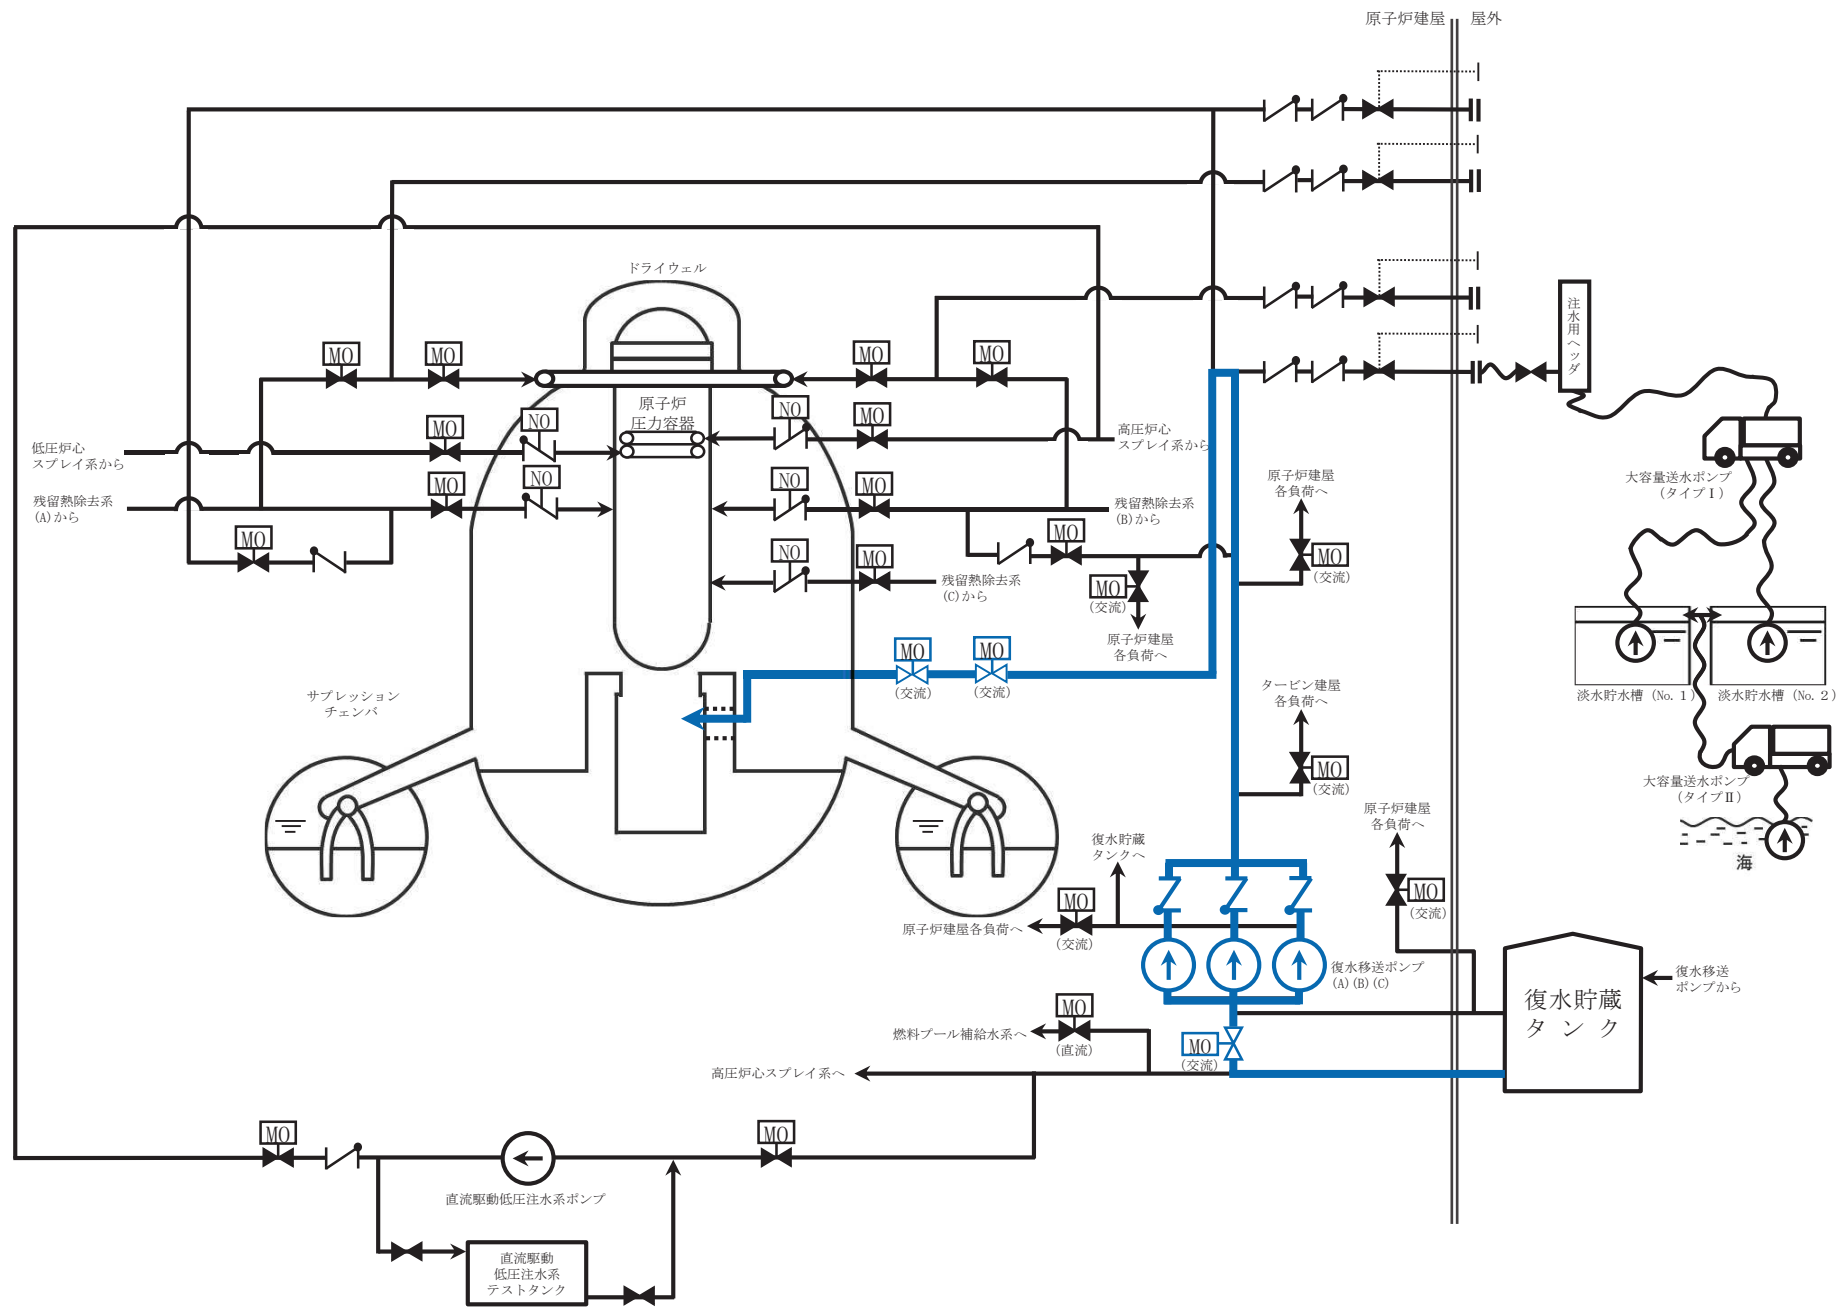 原子炉建屋
屋外
ドライウェル
注水用ヘッダ
MO
MO
MO
MO
原子炉
圧力容器
MO
NO
NO
MO
低圧炉心
スプレイ系から
高圧炉心
スプレイ系から
大容量送水ポンプ
(タイプⅠ)
残留熱除去系
(A)から
MO
NO
NO
MO
残留熱除去系
(B)から
原子炉建屋
各負荷へ
MO
(交流)
MO
MO
NO
MO
残留熱除去系
(C)から
MO
(交流)
原子炉建屋
各負荷へ
MO
(交流)
MO
(交流)
サプレッション
チェンバ
タービン建屋
各負荷へ
MO
(交流)
淡水貯水槽 (No. 1)
淡水貯水槽 (No. 2)
大容量送水ポンプ
(タイプⅡ)
海
原子炉建屋
各負荷へ
MO
(交流)
復水貯蔵
タンクへ
MO
(交流)
原子炉建屋各負荷へ
復水移送ポンプ
(A)(B)(C)
復水貯蔵
タンク
復水移送
ポンプから
MO
(直流)
燃料プール補給水系へ
MO
(交流)
高圧炉心スプレイ系へ
MO
MO
直流駆動低圧注水系ポンプ
直流駆動
低圧注水系
テストタンク